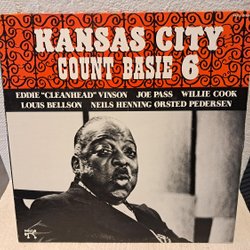 KANSAS CITY
COUNT BASIE 6
EDDIE "CLEANHEAD" VINSON JOE PASS WILLIE COOK
LOUIS BELLSON NEILS HENNING ØRSTED PEDERSEN